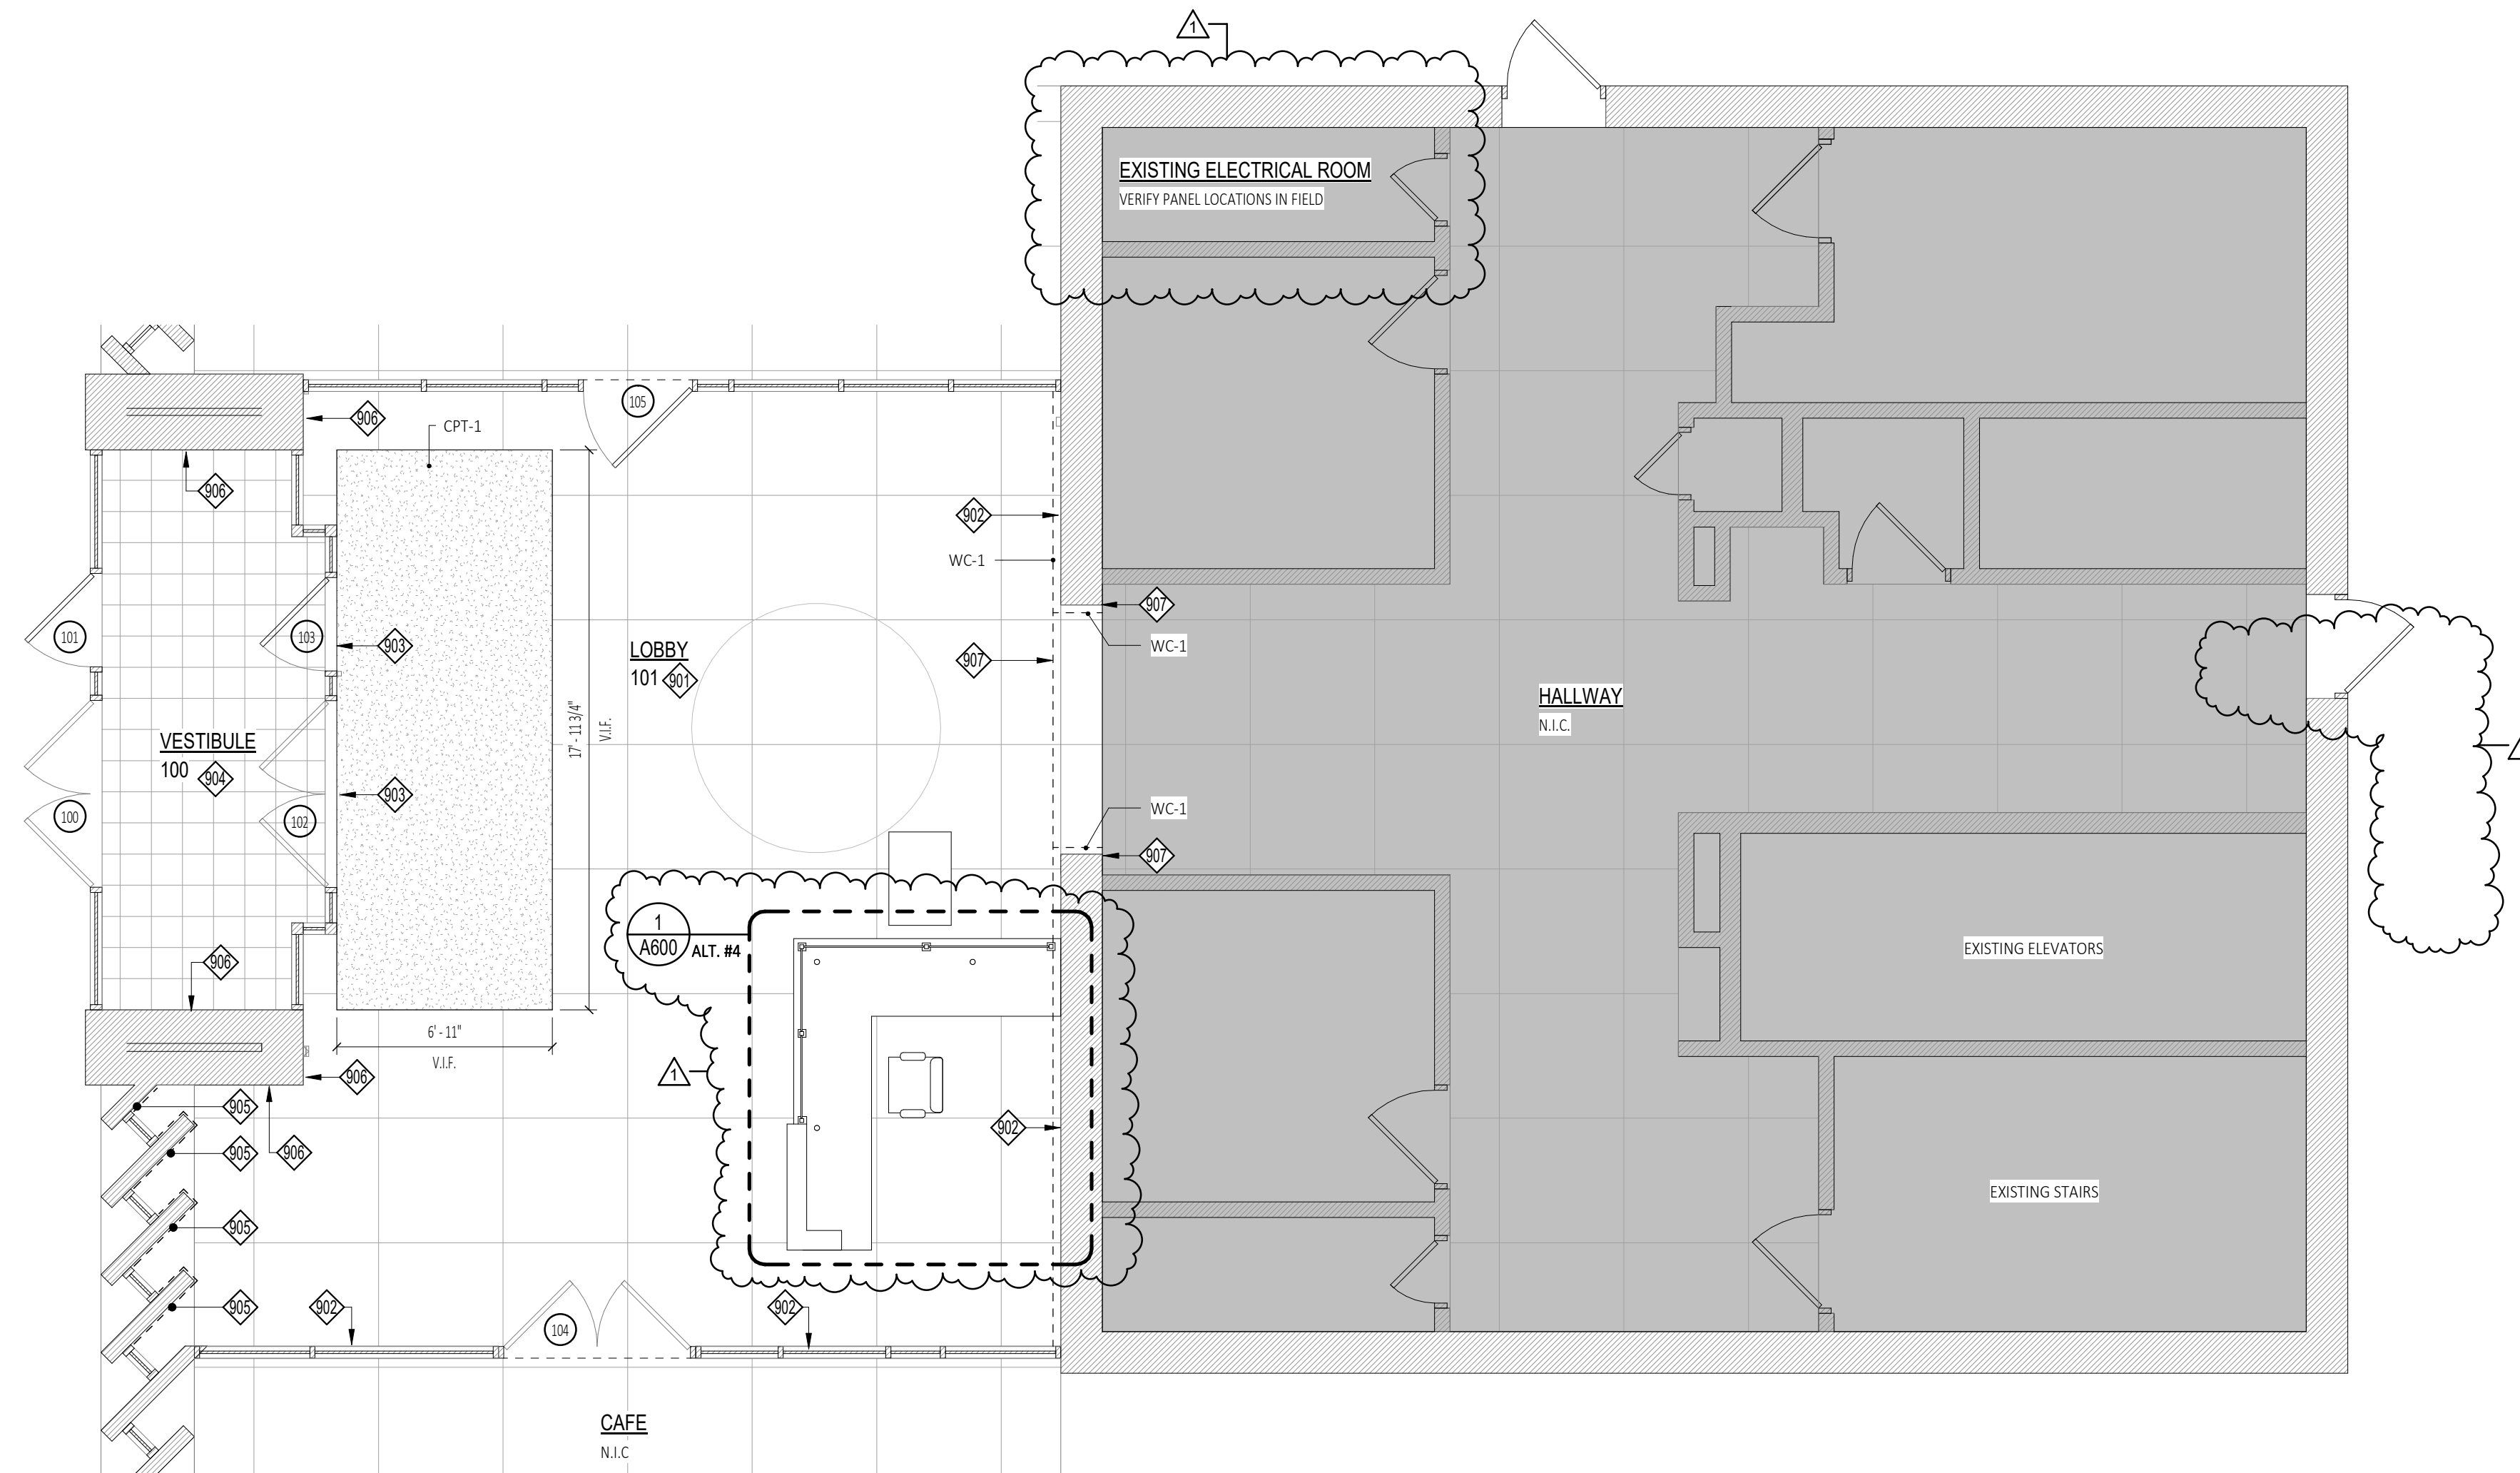 1
EXISTING ELECTRICAL ROOM
VERIFY PANEL LOCATIONS IN FIELD
105
906
CPT-1
906
902
WC-1
907
WC-1
101
103
903
LOBBY
101 901
907
17' - 11 3/4"
V.I.F.
HALLWAY
N.I.C.
VESTIBULE
100 904
903
100
102
WC-1
907
1
A600
ALT. #4
EXISTING ELEVATORS
906
6' - 11"
V.I.F.
1
906
905
902
905
906
EXISTING STAIRS
905
905
902
902
104
CAFE
N.I.C